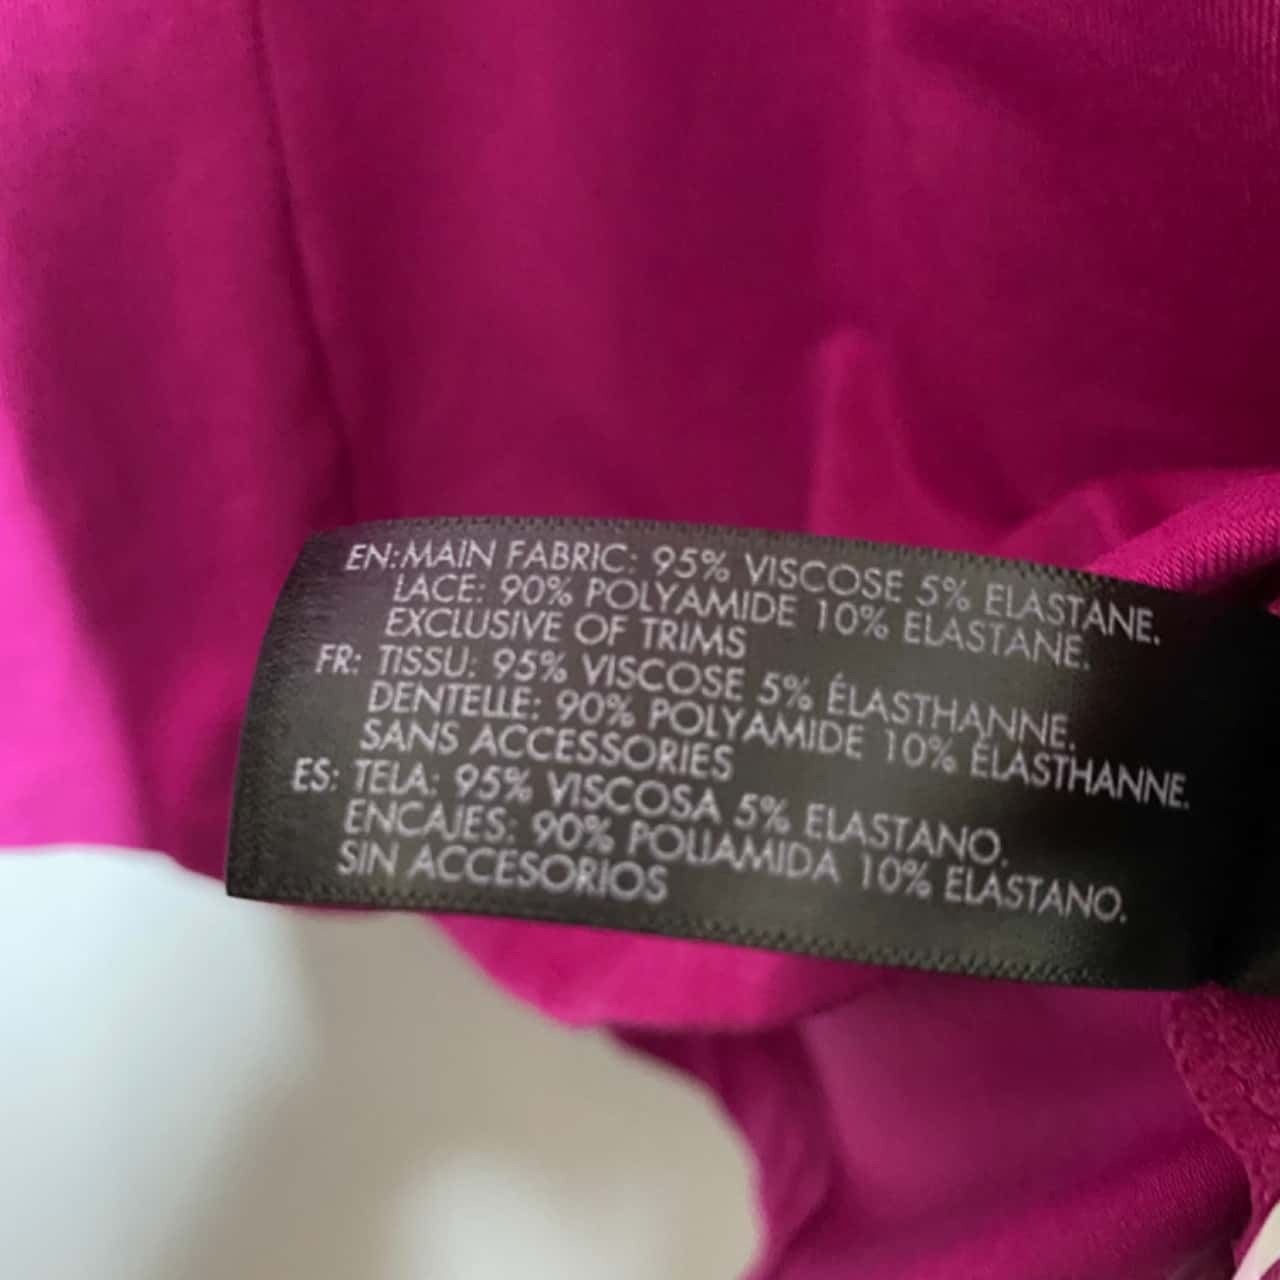 EN:MAIN FABRIC: 95% VISCOSE 5% ELASTANE.
LACE: 90% POLYAMIDE 10% ELASTANE.
EXCLUSIVE OF TRIMS
FR: TISSU: 95% VISCOSE 5% ÉLASTHANNE.
DENTELLE: 90% POLYAMIDE 10% ÉLASTHANNE.
SANS ACCESSORIES
ES: TELA: 95% VISCOSA 5% ELASTANO.
ENCAJES: 90% POLIAMIDA 10% ELASTANO.
SIN ACCESORIOS